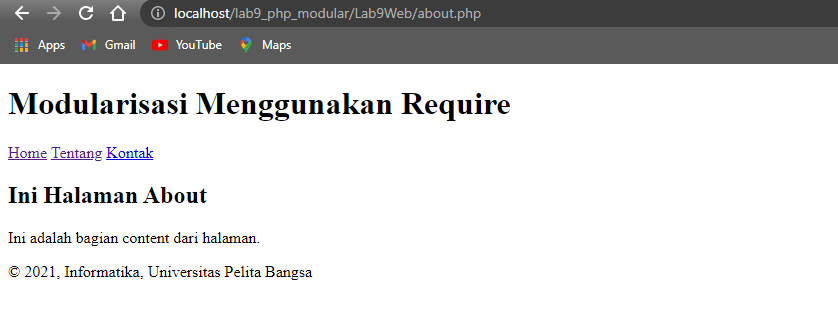 localhost/lab9_php_modular/Lab9Web/about.php
Apps Gmail YouTube Maps
Modularisasi Menggunakan Require
Home Tentang Kontak
Ini Halaman About
Ini adalah bagian content dari halaman.
© 2021, Informatika, Universitas Pelita Bangsa